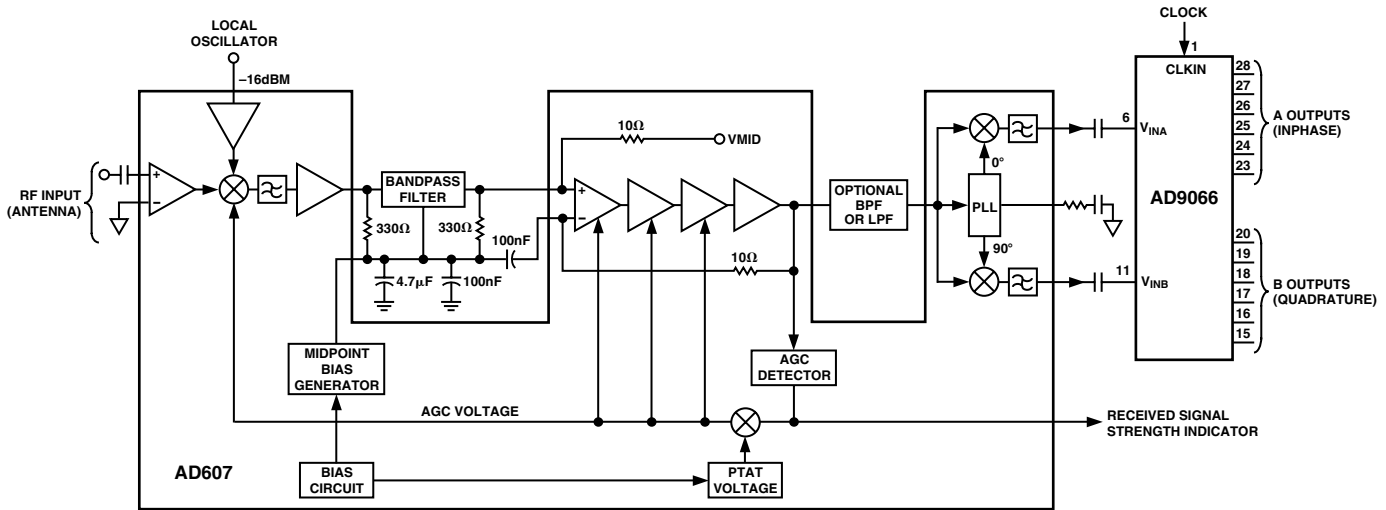 CLOCK
LOCAL
OSCILLATOR
1
–16dBM
CLKIN
28
27
26
25
24
23
A OUTPUTS
(INPHASE)
10Ω
VMID
6
VINA
0°
RF INPUT
(ANTENNA)
+
–
BANDPASS
FILTER
+
–
OPTIONAL
BPF
OR LPF
PLL
AD9066
330Ω
330Ω
100nF
90°
20
19
18
17
16
15
B OUTPUTS
(QUADRATURE)
10Ω
4.7μF
100nF
11
VINB
MIDPOINT
BIAS
GENERATOR
AGC
DETECTOR
AGC VOLTAGE
RECEIVED SIGNAL
STRENGTH INDICATOR
AD607
BIAS
CIRCUIT
PTAT
VOLTAGE